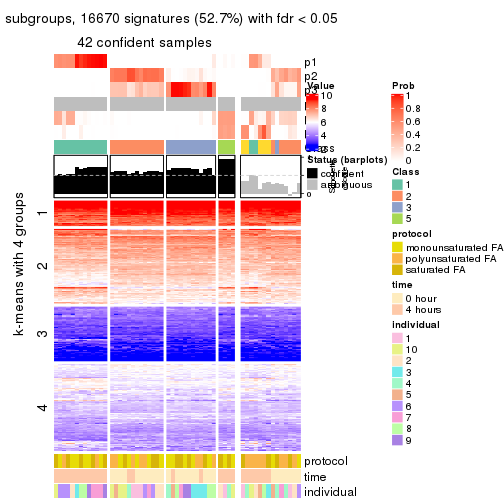 subgroups, 16670 signatures (52.7%) with fdr < 0.05
42 confident samples
p1
p2
p3
Value
10
8
6
4
Status (barplots)
confident
ambiguous
Prob
1
0.8
0.6
0.4
0.2
0
Class
1
2
3
5
protocol
monounsaturated FA
polyunsaturated FA
saturated FA
time
0 hour
4 hours
individual
1
10
2
3
4
5
6
7
8
9
k-means with 4 groups
1
2
3
4
protocol
time
individual